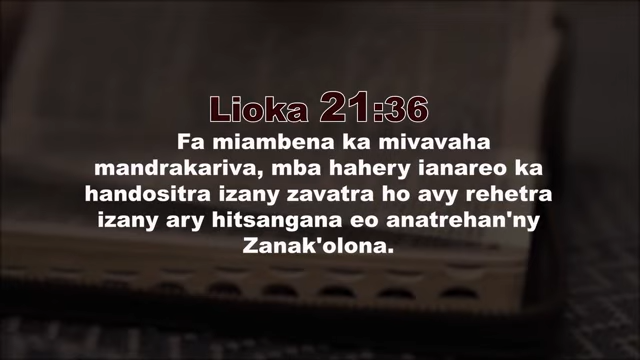 Lioka 21:36
Fa miambena ka mivavaha
mandrakariva, mba hahery ianareo ka
handositra izany zavatra ho avy rehetra
izany ary hitsangana eo anatrehan'ny
Zanak'olona.